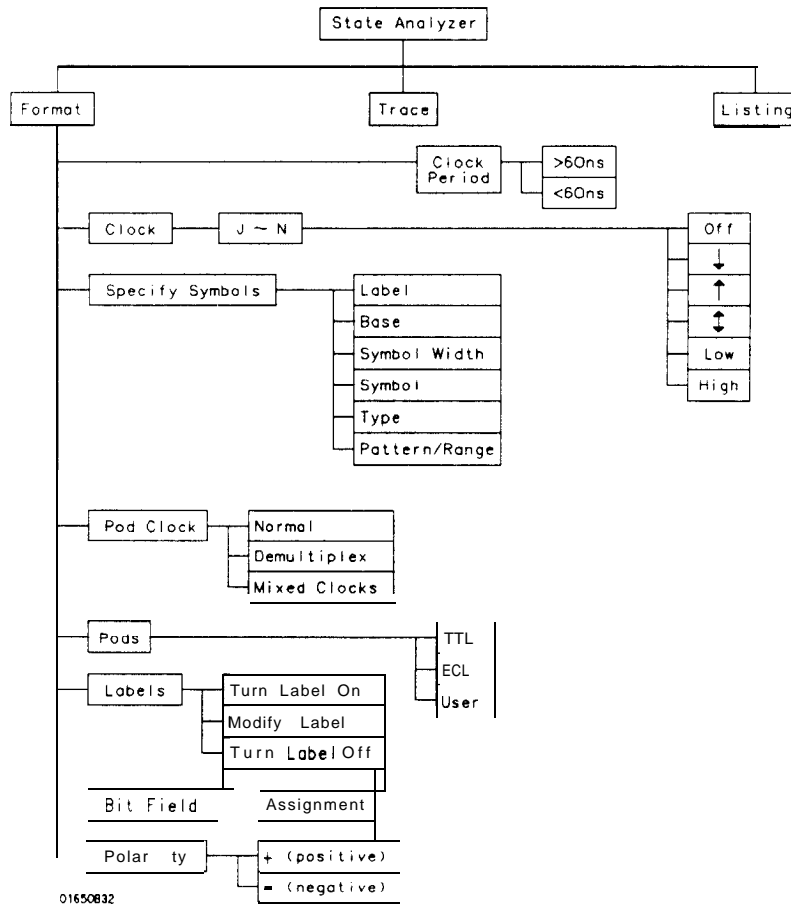 State Analyzer
Format
Trace
Listing
Clock
Period
>60ns
<60ns
Clock
J ~ N
Off
↓
↑
↕
Low
High
Specify Symbols
Label
Base
Symbol Width
Symbol
Type
Pattern/Range
Pod Clock
Normal
Demultiplex
Mixed Clocks
Pods
TTL
ECL
User
Labels
Turn Label On
Modify Label
Turn Label Off
Bit Field Assignment
Polar ty
+ (positive)
- (negative)
01650B32